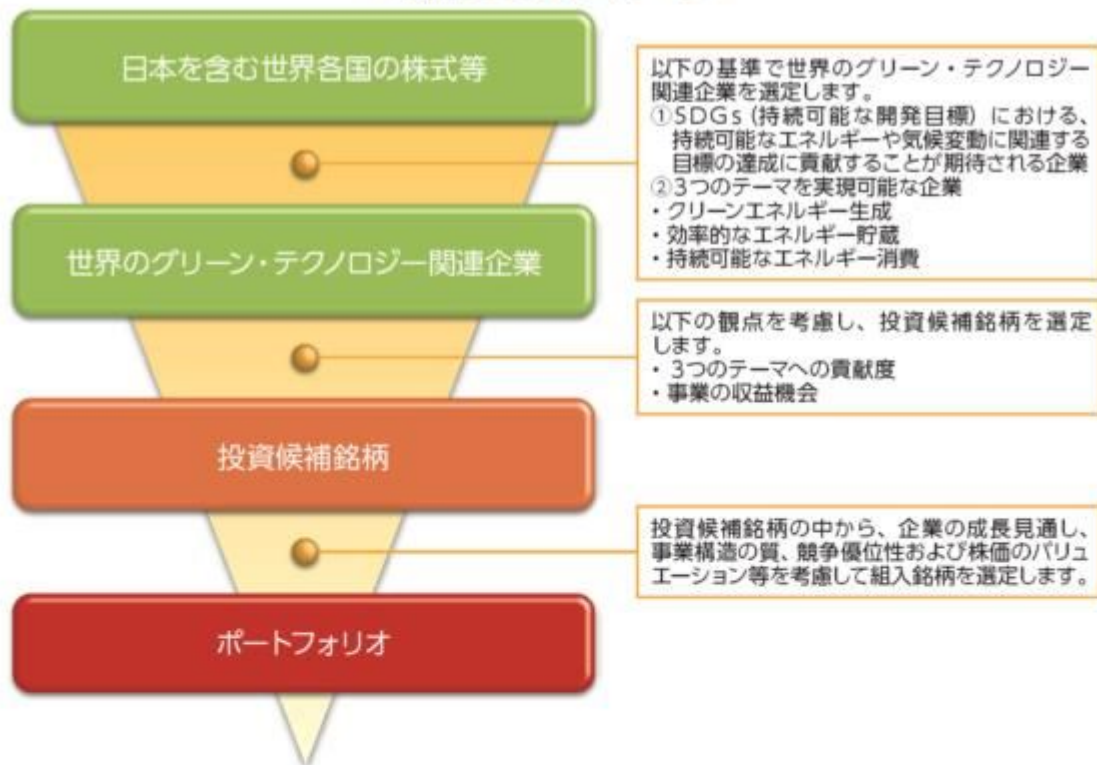 日本を含む世界各国の株式等
以下の基準で世界のグリーン・テクノロジー
関連企業を選定します。
①SDGs(持続可能な開発目標)における、
持続可能なエネルギーや気候変動に関連する
目標の達成に貢献することが期待される企業
②3つのテーマを実現可能な企業
・クリーンエネルギー生成
・効率的なエネルギー貯蔵
・持続可能なエネルギー消費
世界のグリーン・テクノロジー関連企業
以下の観点を考慮し、投資候補銘柄を選定
します。
・3つのテーマへの貢献度
・事業の収益機会
投資候補銘柄
投資候補銘柄の中から、企業の成長見通し、
事業構造の質、競争優位性および株価のバリュ
エーション等を考慮して組入銘柄を選定します。
ポートフォリオ